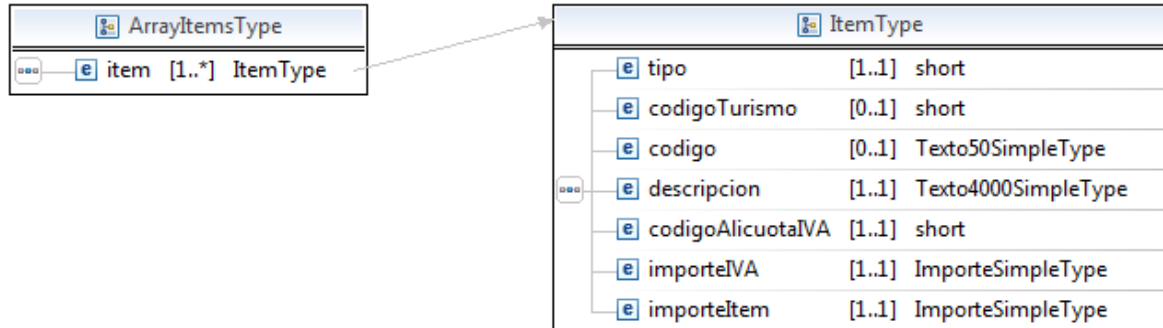 ArrayItemsType
item [1..*] ItemType
ItemType
tipo [1..1] short
codigoTurismo [0..1] short
codigo [0..1] Texto50SimpleType
descripcion [1..1] Texto4000SimpleType
codigoAlicuotaIVA [1..1] short
importeIVA [1..1] ImporteSimpleType
importeItem [1..1] ImporteSimpleType